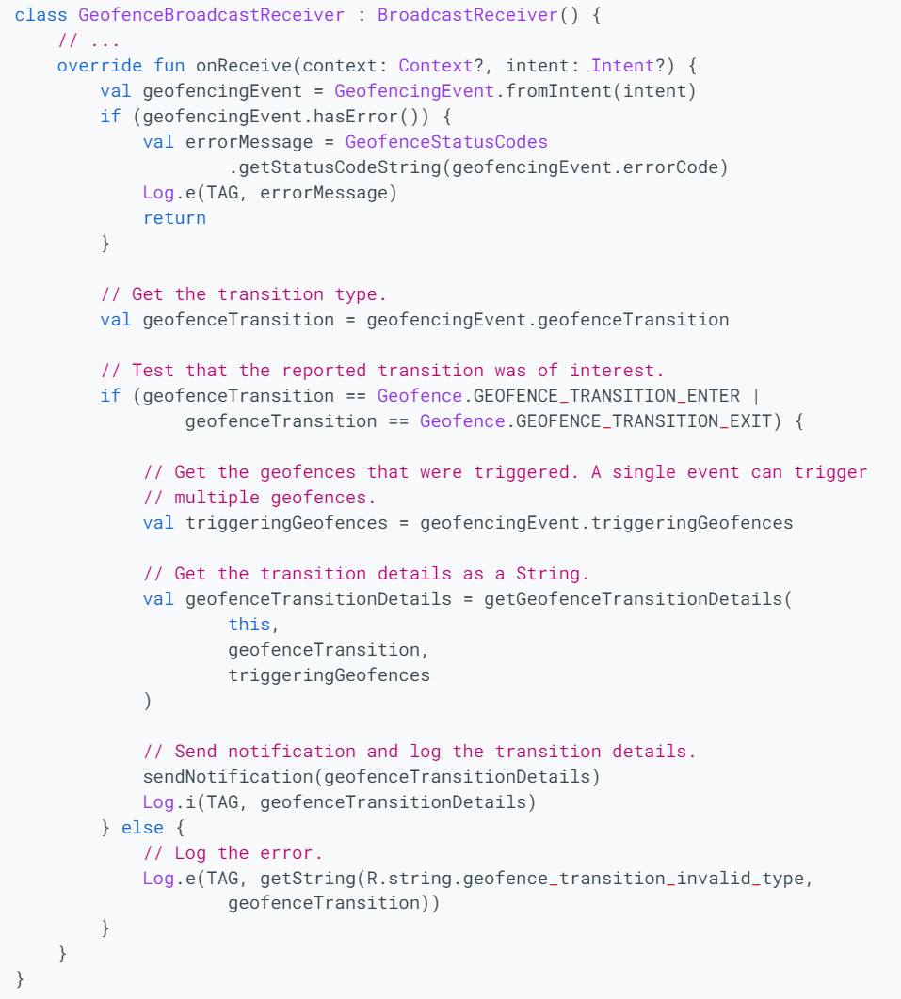 class GeofenceBroadcastReceiver : BroadcastReceiver() {
    // ...
    override fun onReceive(context: Context?, intent: Intent?) {
        val geofencingEvent = GeofencingEvent.fromIntent(intent)
        if (geofencingEvent.hasError()) {
            val errorMessage = GeofenceStatusCodes
                    .getStatusCodeString(geofencingEvent.errorCode)
            Log.e(TAG, errorMessage)
            return
        }

        // Get the transition type.
        val geofenceTransition = geofencingEvent.geofenceTransition

        // Test that the reported transition was of interest.
        if (geofenceTransition == Geofence.GEOFENCE_TRANSITION_ENTER |
                geofenceTransition == Geofence.GEOFENCE_TRANSITION_EXIT) {

            // Get the geofences that were triggered. A single event can trigger
            // multiple geofences.
            val triggeringGeofences = geofencingEvent.triggeringGeofences

            // Get the transition details as a String.
            val geofenceTransitionDetails = getGeofenceTransitionDetails(
                    this,
                    geofenceTransition,
                    triggeringGeofences
            )

            // Send notification and log the transition details.
            sendNotification(geofenceTransitionDetails)
            Log.i(TAG, geofenceTransitionDetails)
        } else {
            // Log the error.
            Log.e(TAG, getString(R.string.geofence_transition_invalid_type,
                    geofenceTransition))
        }
    }
}